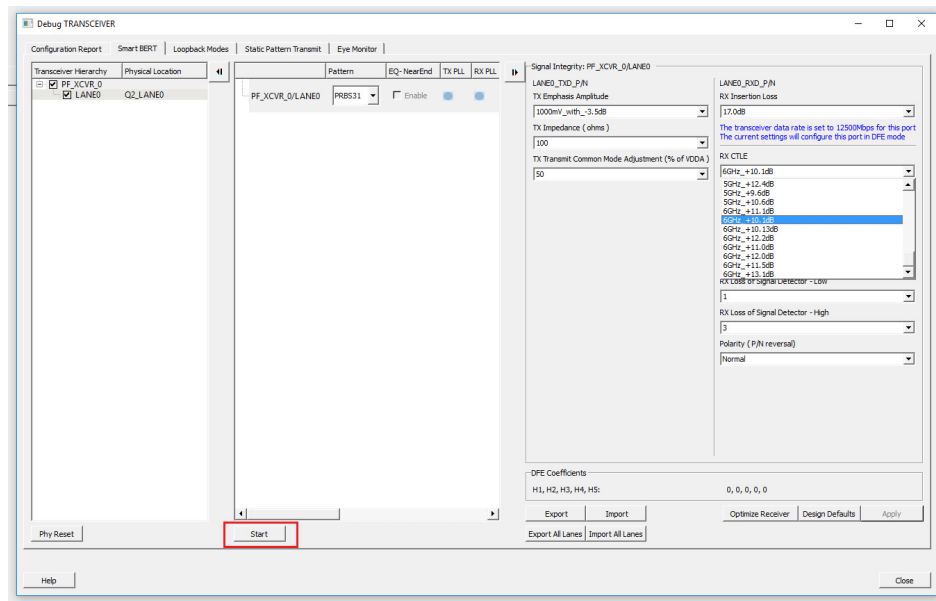 Debug TRANSCEIVER
Configuration Report Smart BERT Loopback Modes Static Pattern Transmit Eye Monitor
Transceiver Hierarchy Physical Location
PF_XCVR_0
LANE0 Q2_LANE0
Phy Reset
Pattern EQ-NearEnd TX PLL RX PLL
PF_XCVR_0/LANE0 PRBS31 Enable
Start
Signal Integrity: PF_XCVR_0/LANE0
LANE0_TXD_P/N
TX Emphasis Amplitude
1000mV_with_-3.5dB
TX Impedance ( ohms )
100
TX Transmit Common Mode Adjustment (% of VDDA )
50
LANE0_RXD_P/N
RX Insertion Loss
17.0dB
The transceiver data rate is set to 12500Mbps for this port
The current settings will configure this port in DFE mode
RX CTLE
6GHz_+10.1dB
5GHz_+12.4dB
5GHz_+9.6dB
5GHz_+10.6dB
6GHz_+11.1dB
6GHz_+10.1dB
6GHz_+10.13dB
6GHz_+12.2dB
6GHz_+11.0dB
6GHz_+12.0dB
6GHz_+11.5dB
6GHz_+13.1dB
RX Loss of Signal Detector - Low
1
RX Loss of Signal Detector - High
3
Polarity ( P/N reversal)
Normal
DFE Coefficients
H1, H2, H3, H4, H5: 0, 0, 0, 0, 0
Export Import Optimize Receiver Design Defaults Apply
Export All Lanes Import All Lanes
Help Close